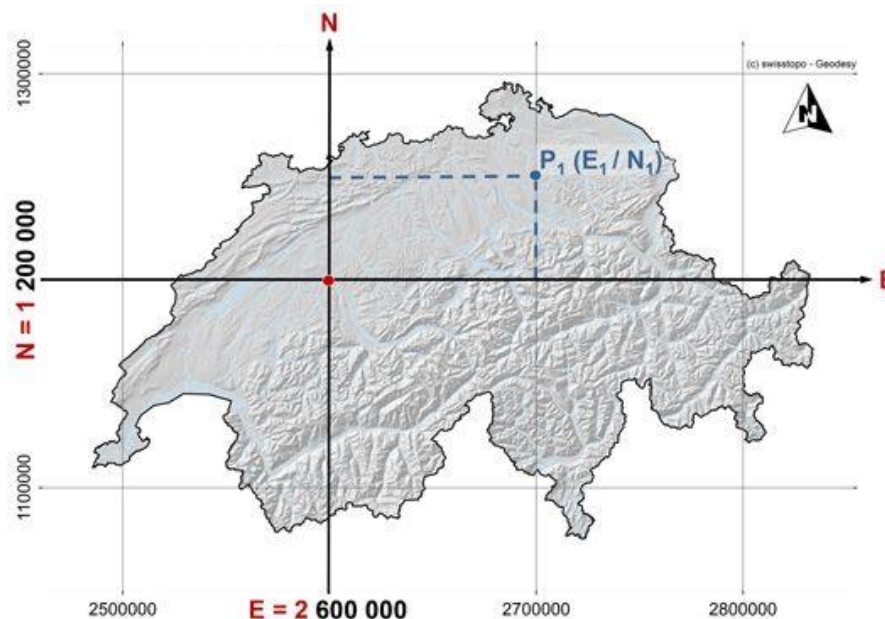 N
1300000
(c) swisstopo - Geodesy
N
P₁ (E₁ / N₁)
N = 1 200 000
E
1100000
2500000
E = 2 600 000
2700000
2800000